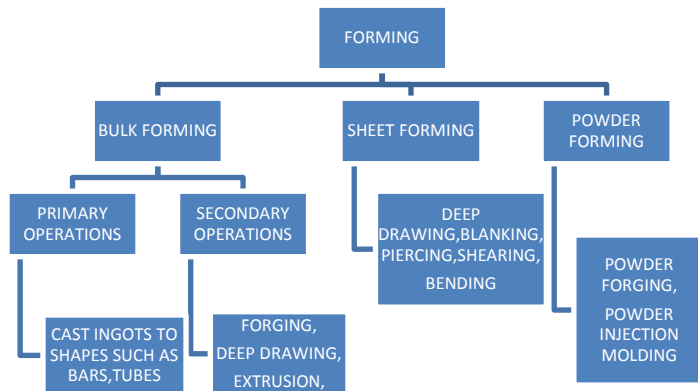 FORMING
BULK FORMING
SHEET FORMING
POWDER
FORMING
PRIMARY
OPERATIONS
SECONDARY
OPERATIONS
DEEP
DRAWING,BLANKING,
PIERCING,SHEARING,
BENDING
POWDER
FORGING,
POWDER
INJECTION
MOLDING
CAST INGOTS TO
SHAPES SUCH AS
BARS,TUBES
FORGING,
DEEP DRAWING,
EXTRUSION,